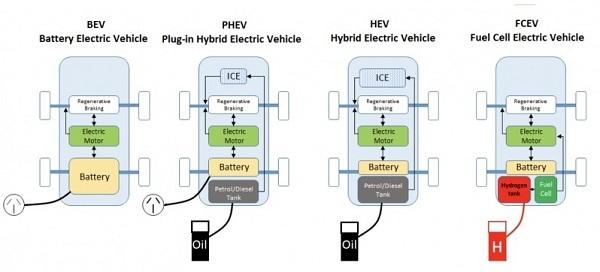 BEV
Battery Electric Vehicle
Regenerative
Braking
Electric
Motor
Battery
PHEV
Plug-in Hybrid Electric Vehicle
ICE
Regenerative
Braking
Electric
Motor
Battery
Petrol/Diesel
Tank
Oil
HEV
Hybrid Electric Vehicle
ICE
Regenerative
Braking
Electric
Motor
Battery
Petrol/Diesel
Tank
Oil
FCEV
Fuel Cell Electric Vehicle
Regenerative
Braking
Electric
Motor
Battery
Hydrogen
tank
Fuel
Cell
H